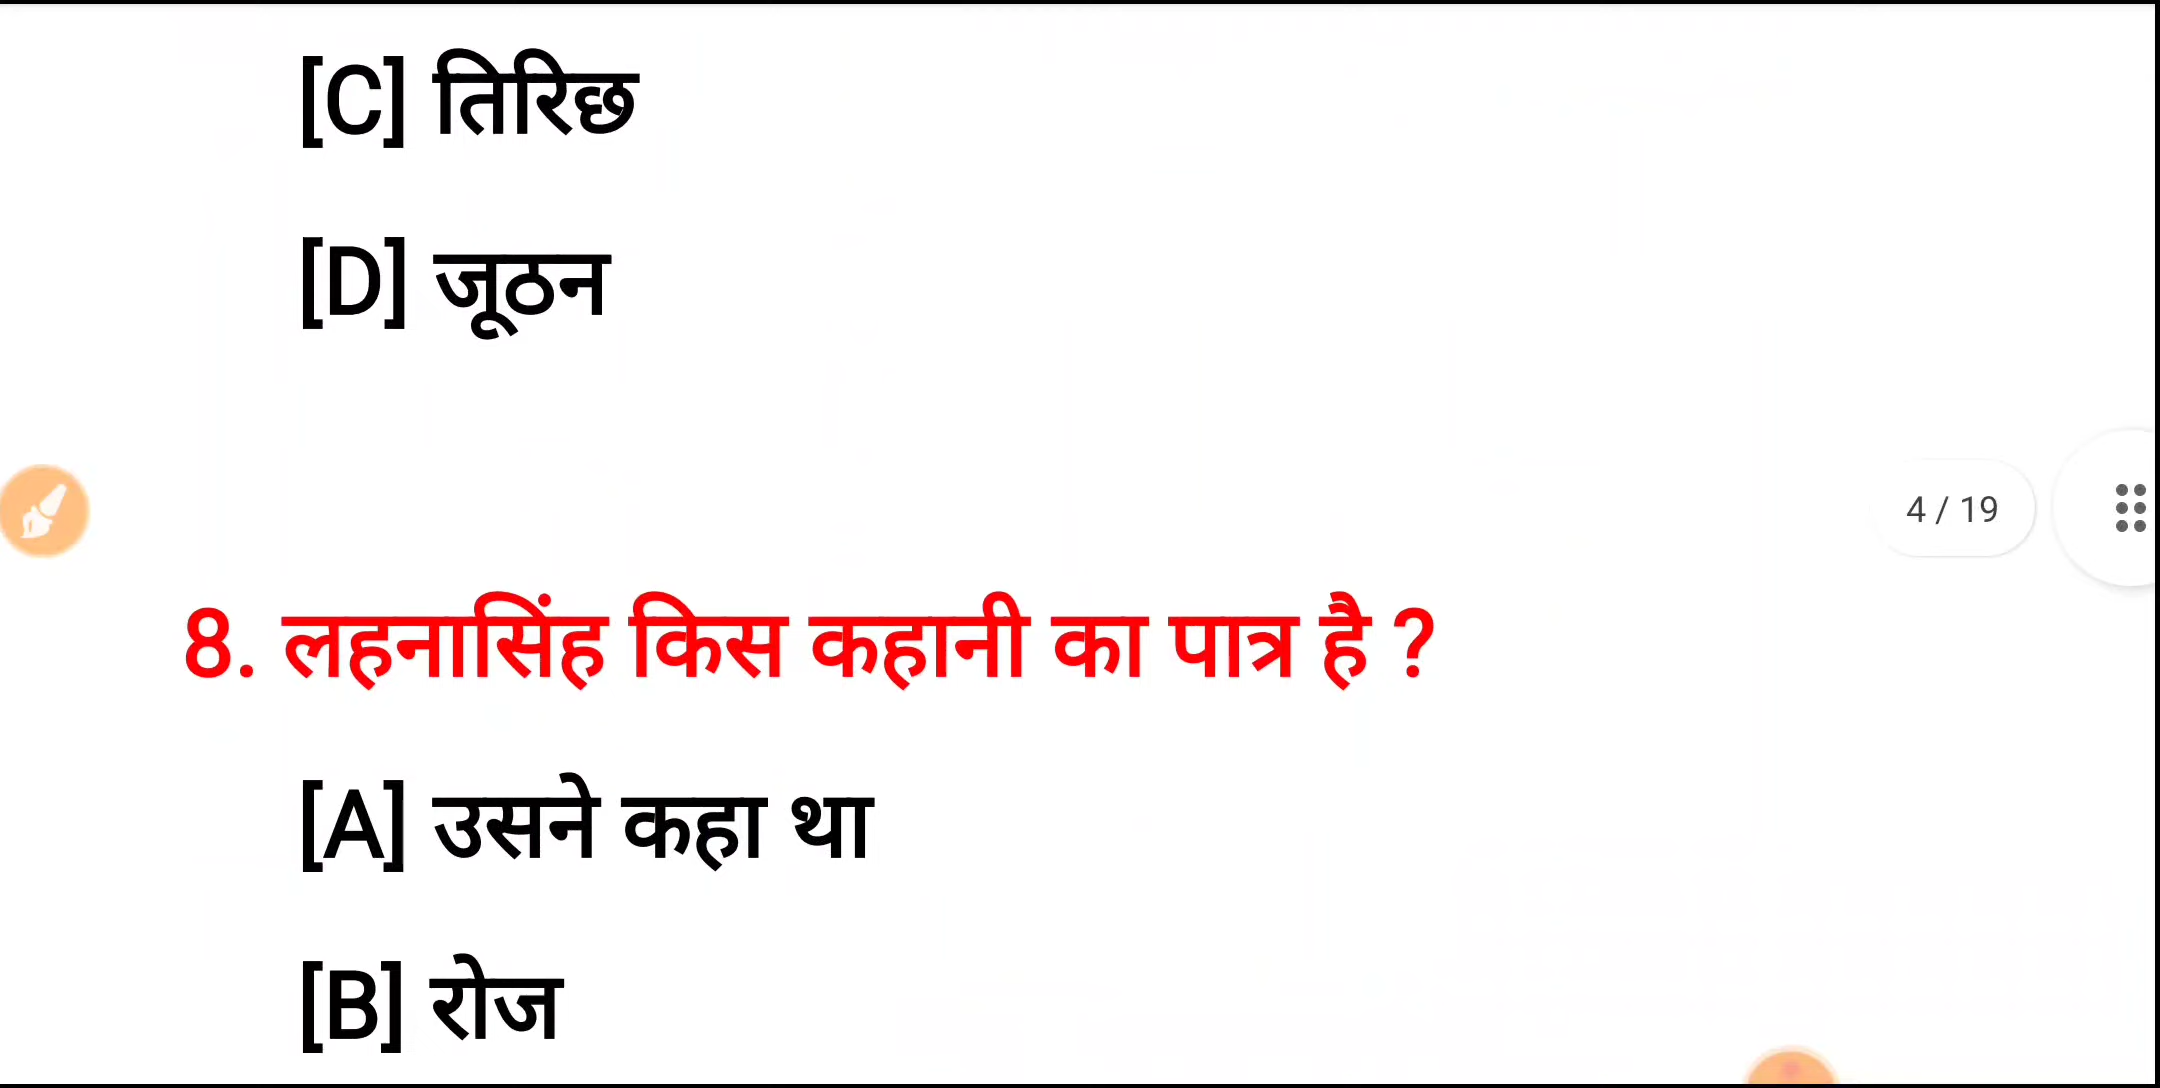 [C] तिरिछ
[D] जूठन
4 / 19
8. लहनासिंह किस कहानी का पात्र है ?
[A] उसने कहा था
[B] रोज